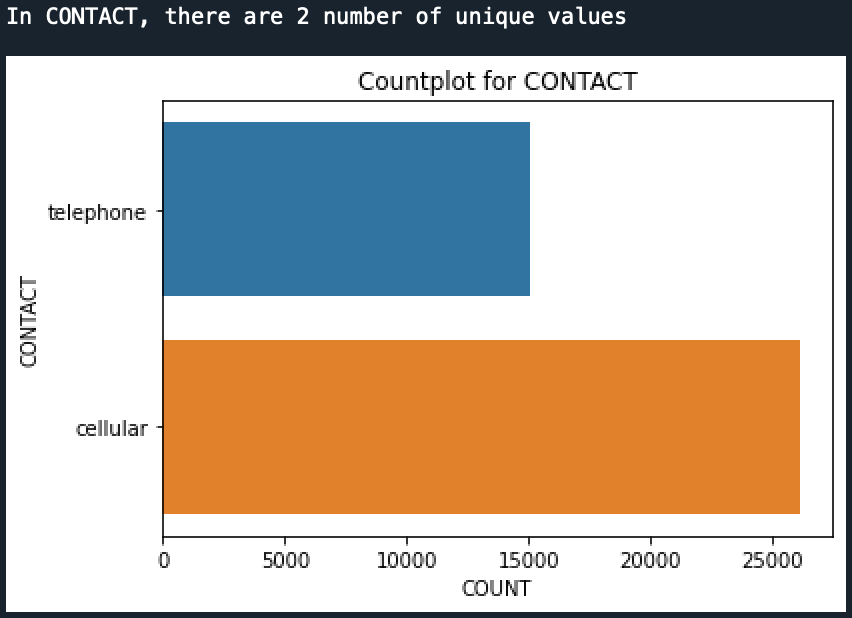 In CONTACT, there are 2 number of unique values
Countplot for CONTACT
telephone
CONTACT
cellular
0 5000 10000 15000 20000 25000
COUNT